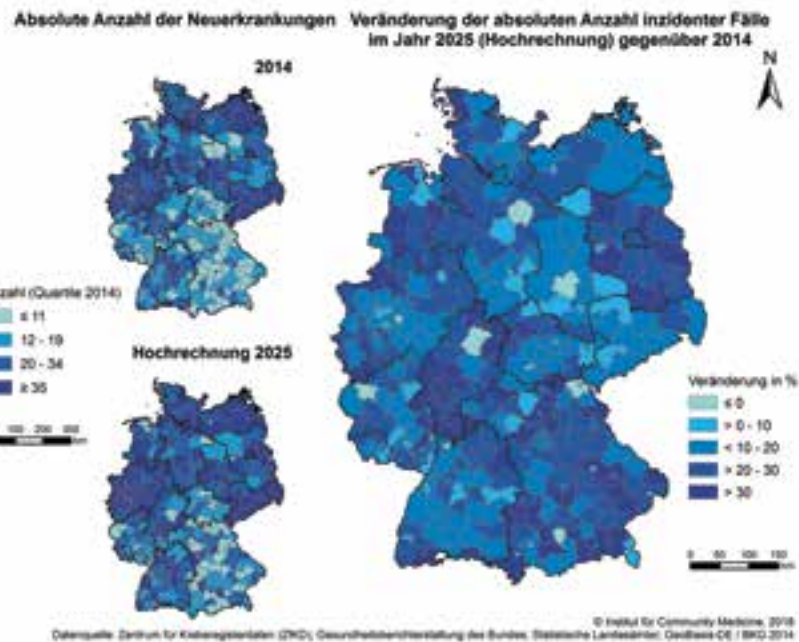 Absolute Anzahl der Neuerkrankungen
2014
zahl (Quartile 2014)
≤ 11
12 - 19
20 - 34
≥ 35
Hochrechnung 2025
Veränderung der absoluten Anzahl inzidenter Fälle
im Jahr 2025 (Hochrechnung) gegenüber 2014
N
Veränderung in %
≤ 0
> 0 - 10
< 10 - 20
> 20 - 30
> 30
0 50 100 150
km
© Institut für Community Medicine, 2018
Datenquelle: Zentrum für Krebsregisterdaten (ZfKD), Gesundheitsberichterstattung des Bundes, Statistische Landesämter, GeoBasis-DE / BKG